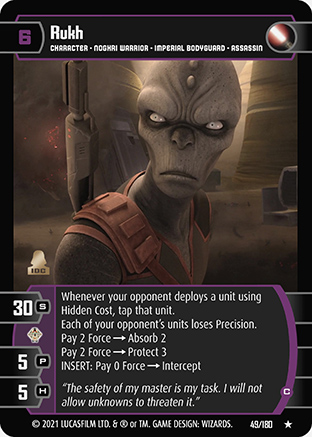 6
Rukh
CHARACTER • NOGHRI WARRIOR • IMPERIAL BODYGUARD • ASSASSIN
IDC
30 S
Whenever your opponent deploys a unit using
Hidden Cost, tap that unit.
Each of your opponent's units loses Precision.
Pay 2 Force → Absorb 2
5 P
Pay 2 Force → Protect 3
INSERT: Pay 0 Force → Intercept
5 H
"The safety of my master is my task. I will not
allow unknowns to threaten it."
C
© 2021 LUCASFILM LTD. & ® or TM. GAME DESIGN: WIZARDS.
49/180 ★